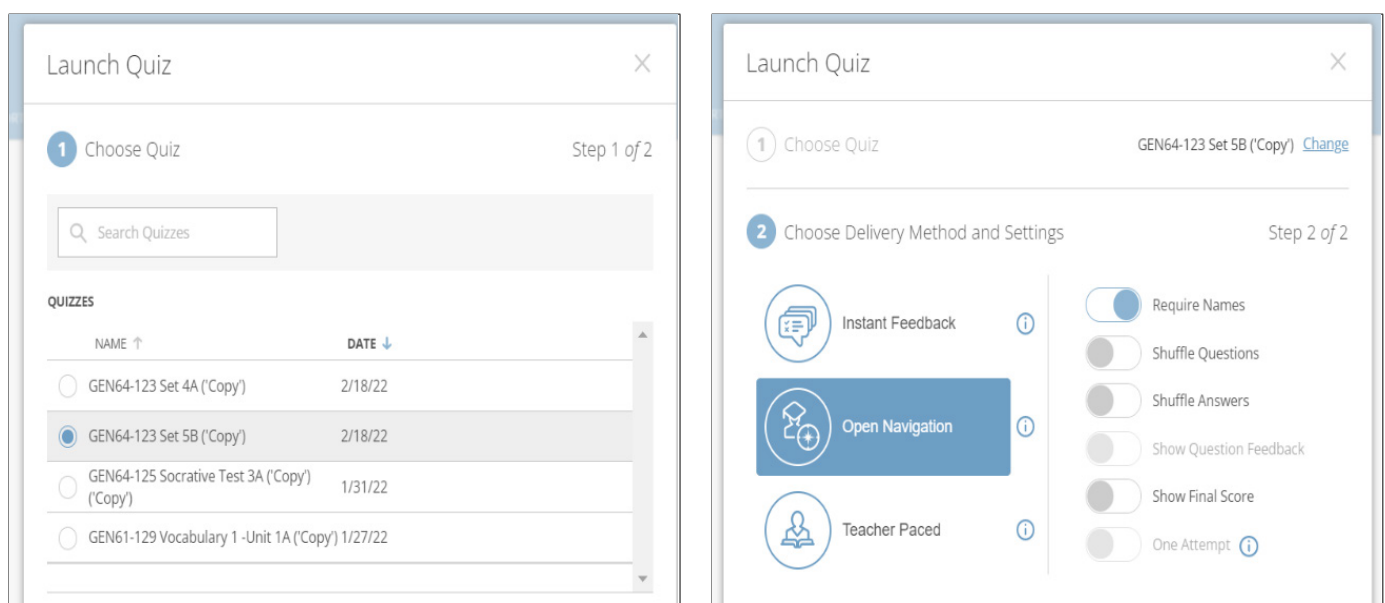 Launch Quiz
1 Choose Quiz Step 1 of 2
Search Quizzes
QUIZZES
NAME ↑ DATE ↓
GEN64-123 Set 4A ('Copy') 2/18/22
GEN64-123 Set 5B ('Copy') 2/18/22
GEN64-125 Socrative Test 3A ('Copy')
('Copy') 1/31/22
GEN61-129 Vocabulary 1 -Unit 1A ('Copy') 1/27/22
Launch Quiz
1 Choose Quiz GEN64-123 Set 5B ('Copy') Change
2 Choose Delivery Method and Settings Step 2 of 2
Instant Feedback
Open Navigation
Teacher Paced
Require Names
Shuffle Questions
Shuffle Answers
Show Question Feedback
Show Final Score
One Attempt